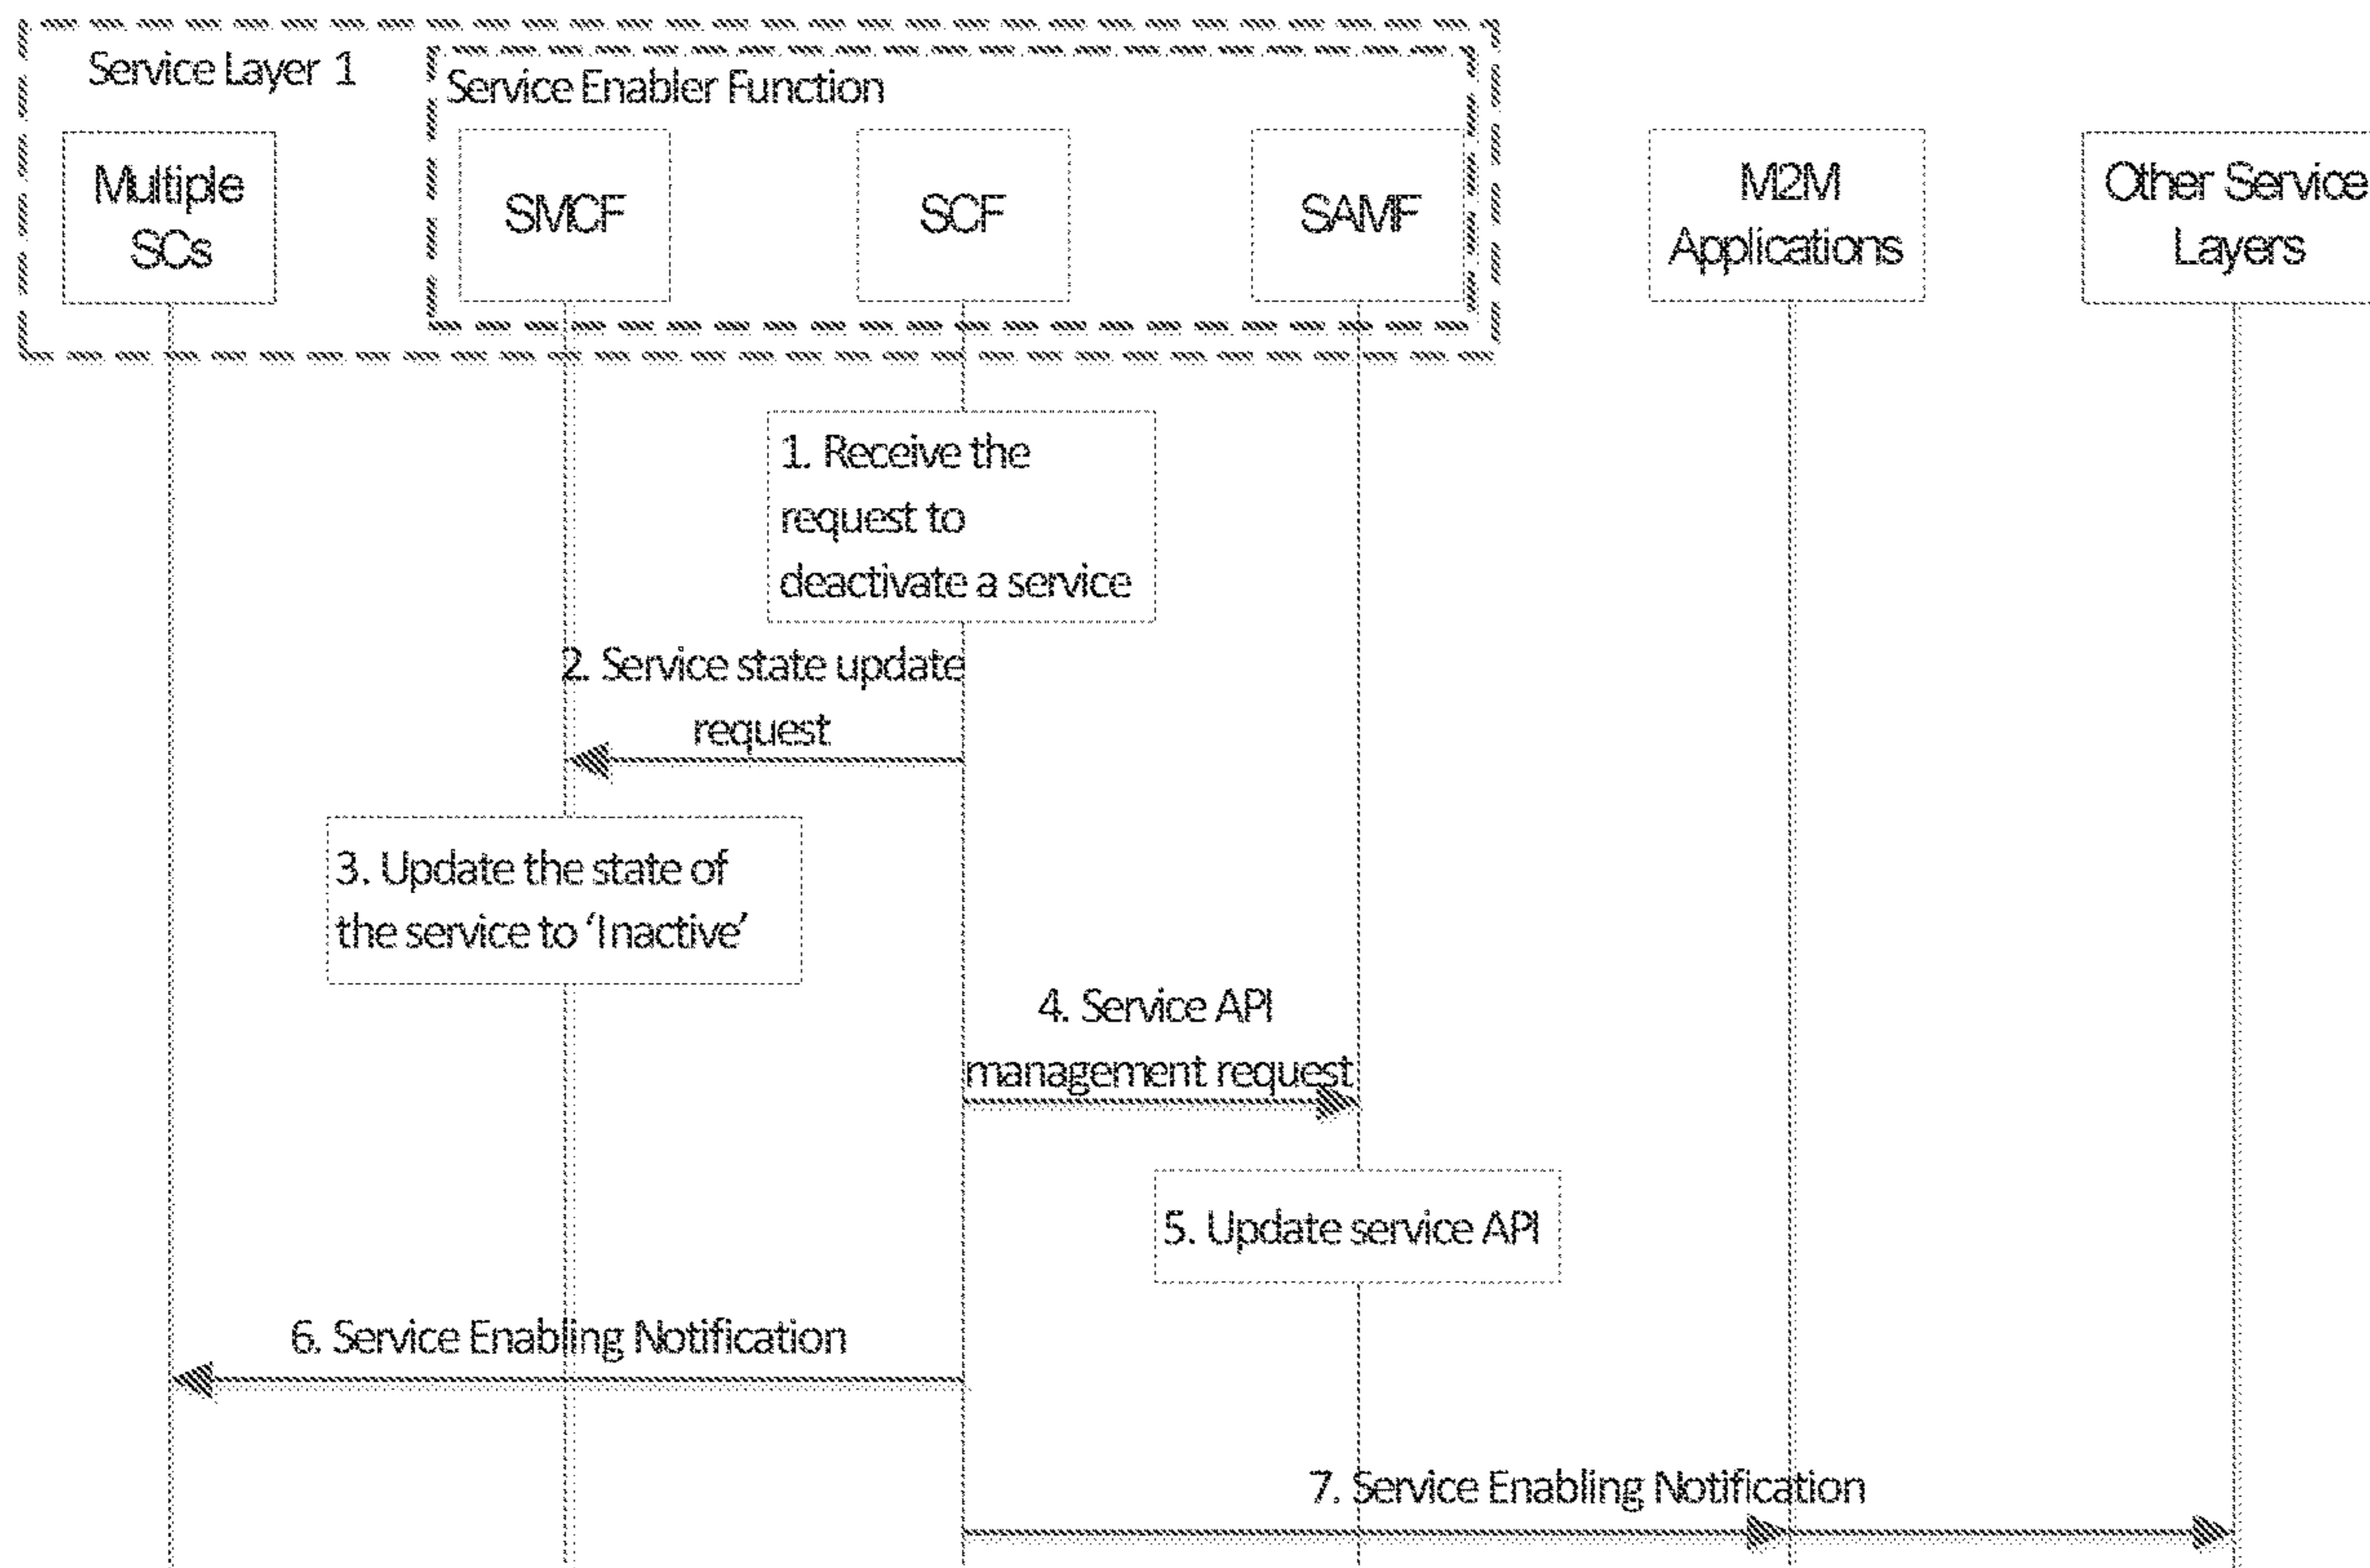 Service Layer 1
Service Enabler Function
Multiple
SCs
SMCF
SCF
SAMF
M2M
Applications
Other Service
Layers
1. Receive the
request to
deactivate a service
2. Service state update
request
3. Update the state of
the service to ‘Inactive’
4. Service API
management request
5. Update service API
6. Service Enabling Notification
7. Service Enabling Notification